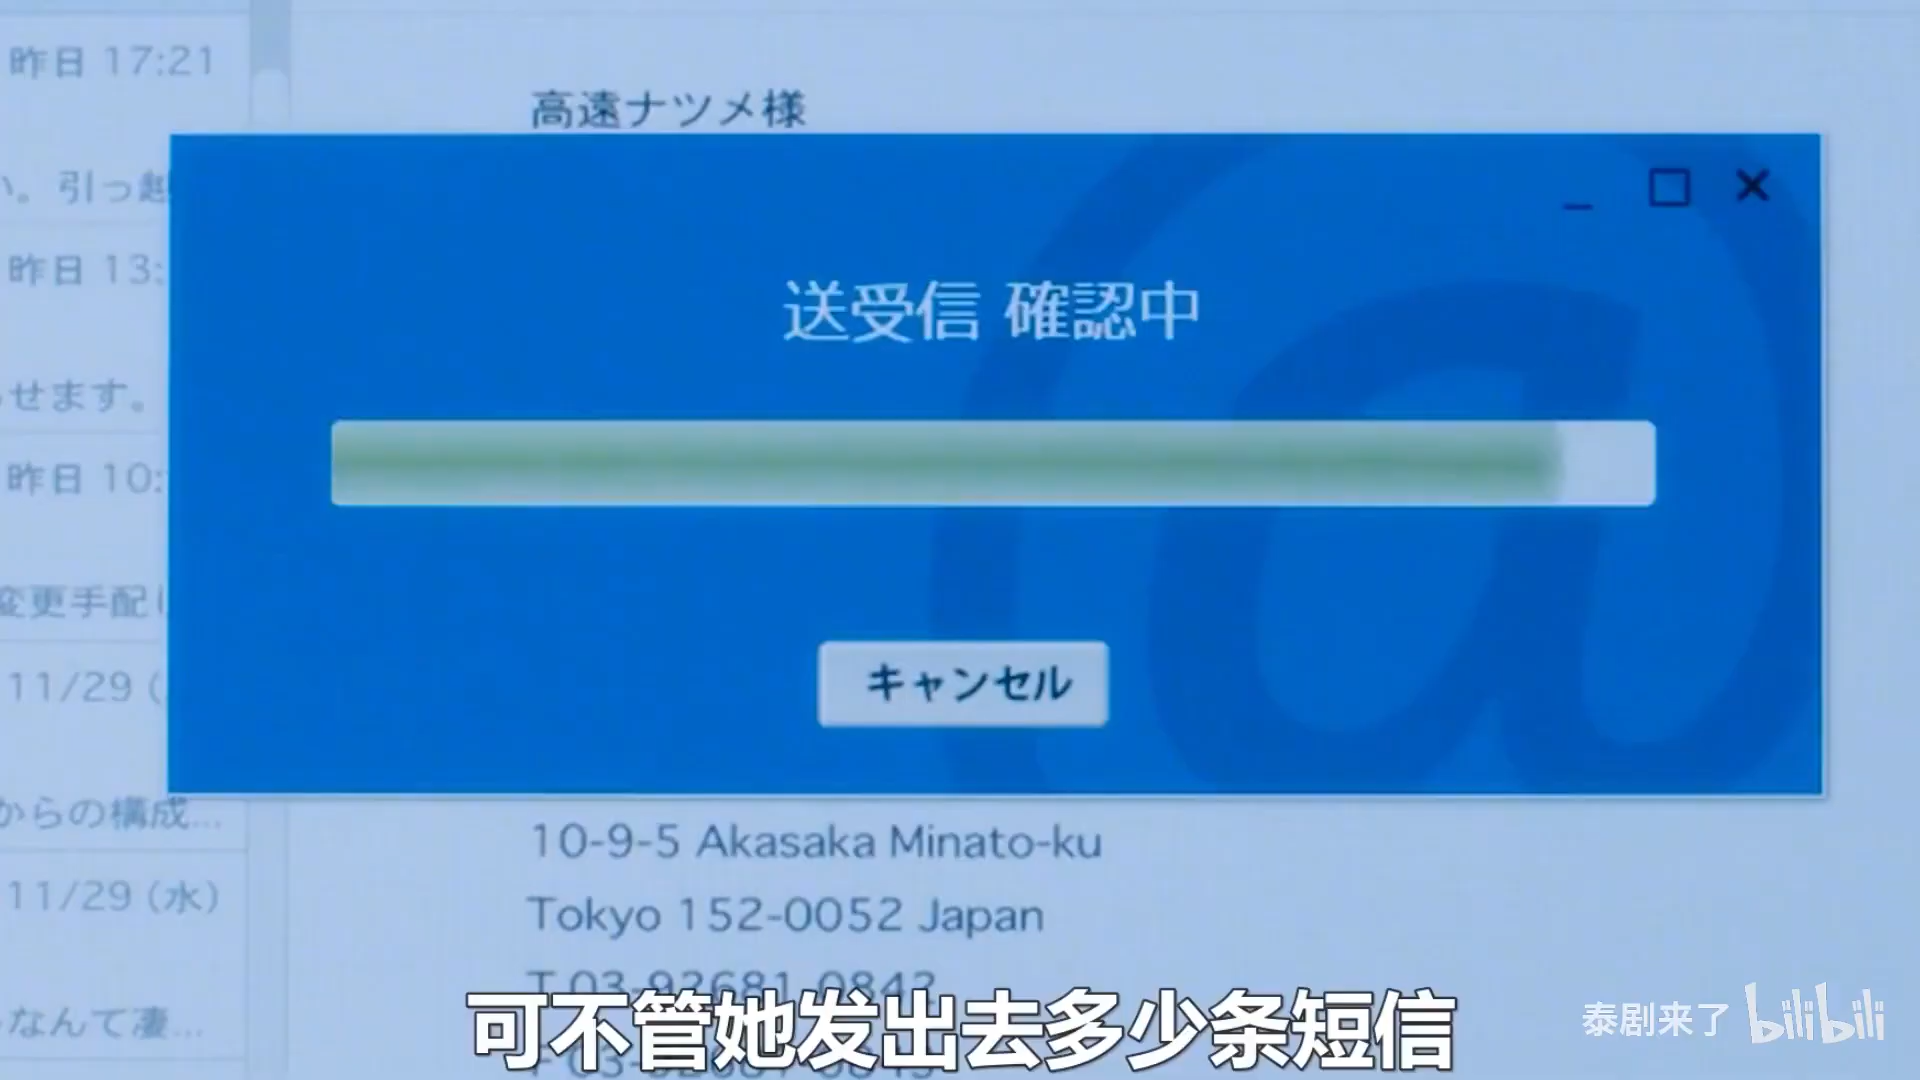 昨日 17:21
高遠ナツメ様
い。引っ越
昨日 13:
送受信 確認中
せます。
昨日 10:
変更手配し
キャンセル
11/29 (
からの構成...
10-9-5 Akasaka Minato-ku
11/29 (水)
Tokyo 152-0052 Japan
T 03-92681-0842
なんて凄...
可不管她发出去多少条短信
泰剧来了 bilibili